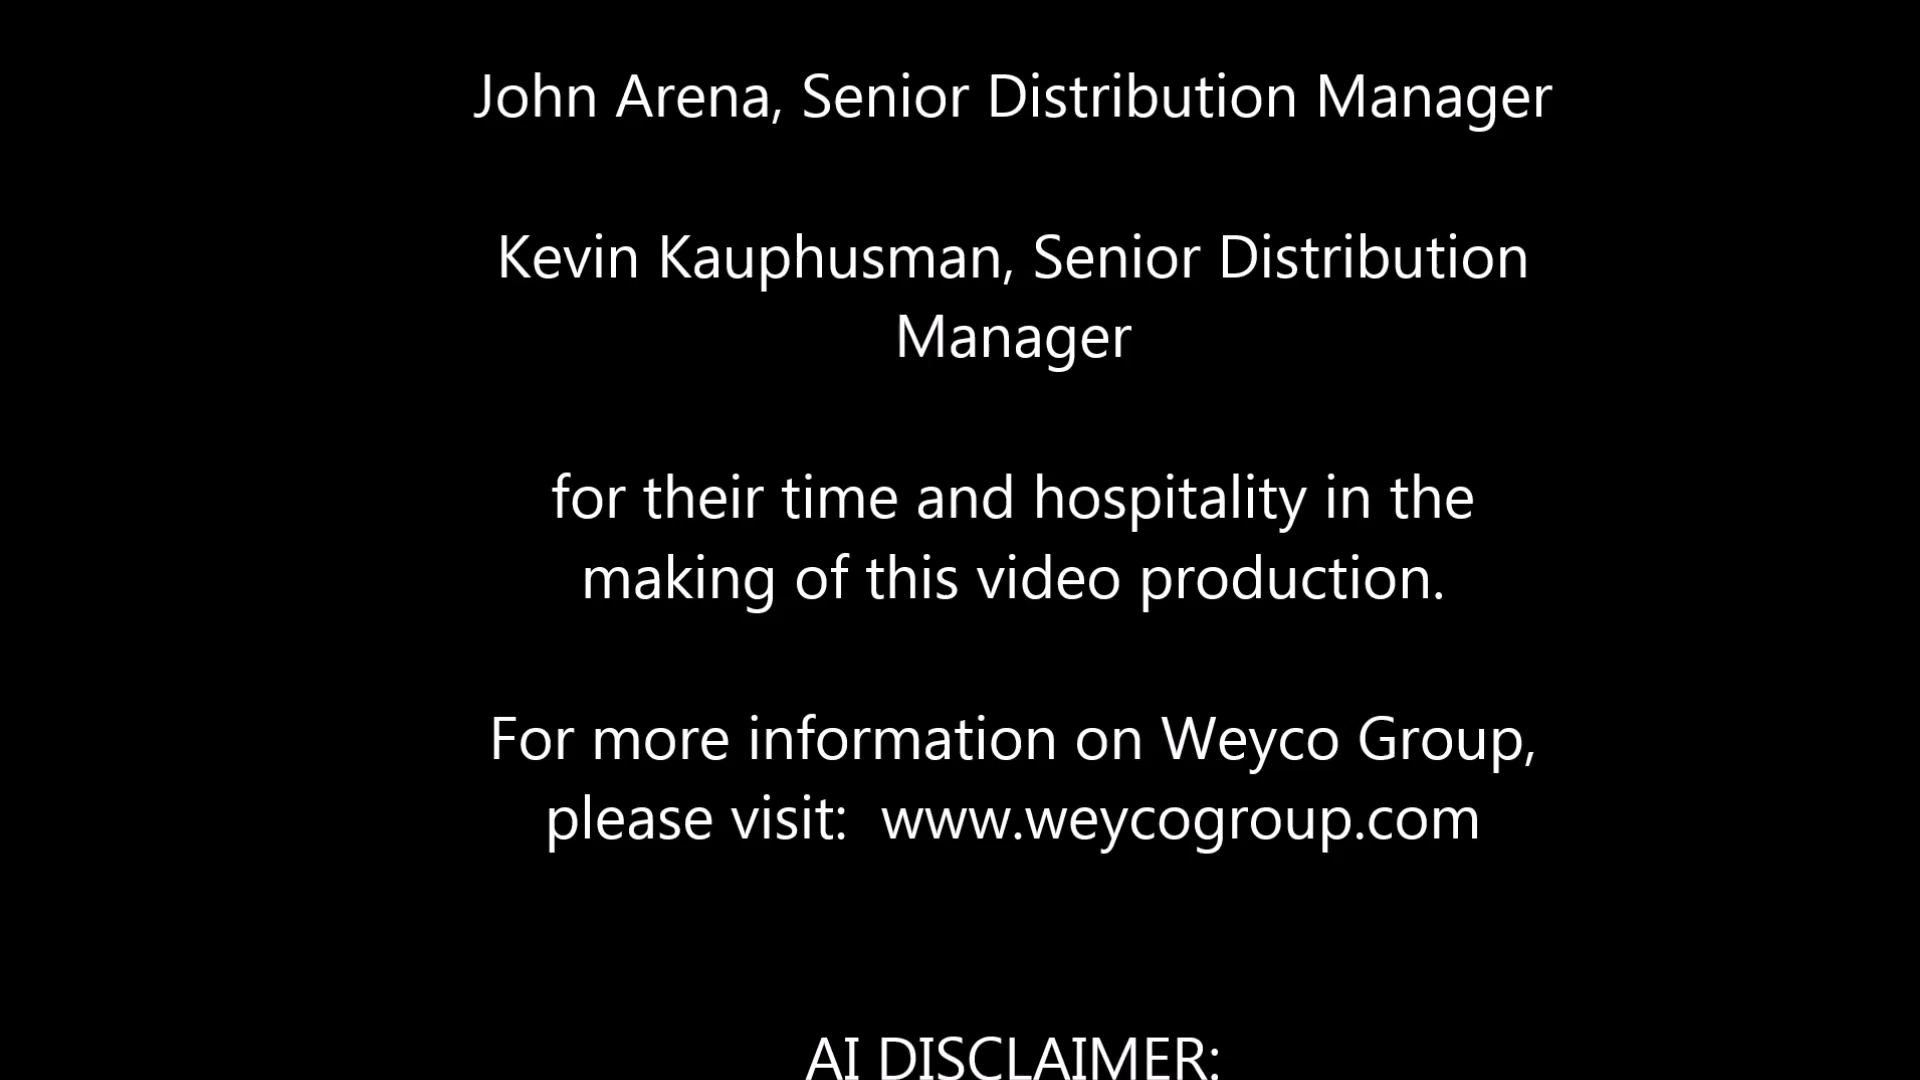 John Arena, Senior Distribution Manager
Kevin Kauphusman, Senior Distribution
Manager
for their time and hospitality in the
making of this video production.
For more information on Weyco Group,
please visit:  www.weycogroup.com
AI DISCLAIMER: